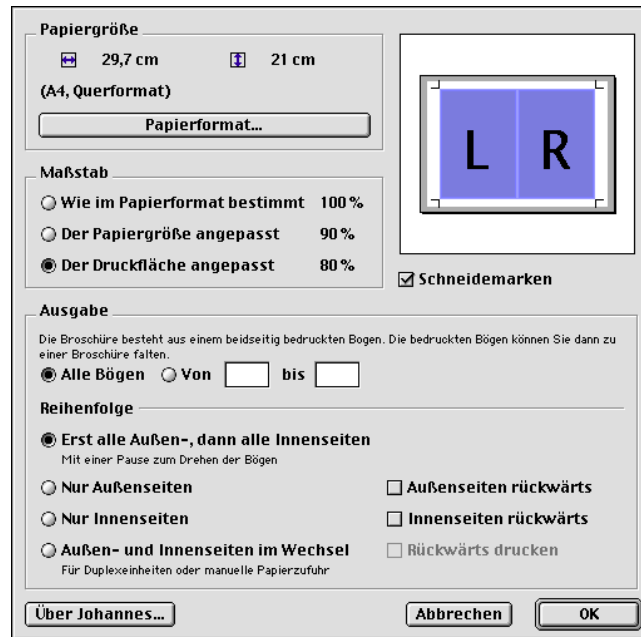 Papiergröße
29,7 cm 21 cm
(A4, Querformat)
Papierformat...
L R
Maßstab
Wie im Papierformat bestimmt 100 %
Der Papiergröße angepasst 90 %
Der Druckfläche angepasst 80 %
Schneidemarken
Ausgabe
Die Broschüre besteht aus einem beidseitig bedruckten Bogen. Die bedruckten Bögen können Sie dann zu
einer Broschüre falten.
Alle Bögen Von bis
Reihenfolge
Erst alle Außen-, dann alle Innenseiten
Mit einer Pause zum Drehen der Bögen
Nur Außenseiten Außenseiten rückwärts
Nur Innenseiten Innenseiten rückwärts
Außen- und Innenseiten im Wechsel Rückwärts drucken
Für Duplexeinheiten oder manuelle Papierzufuhr
Über Johannes... Abbrechen OK